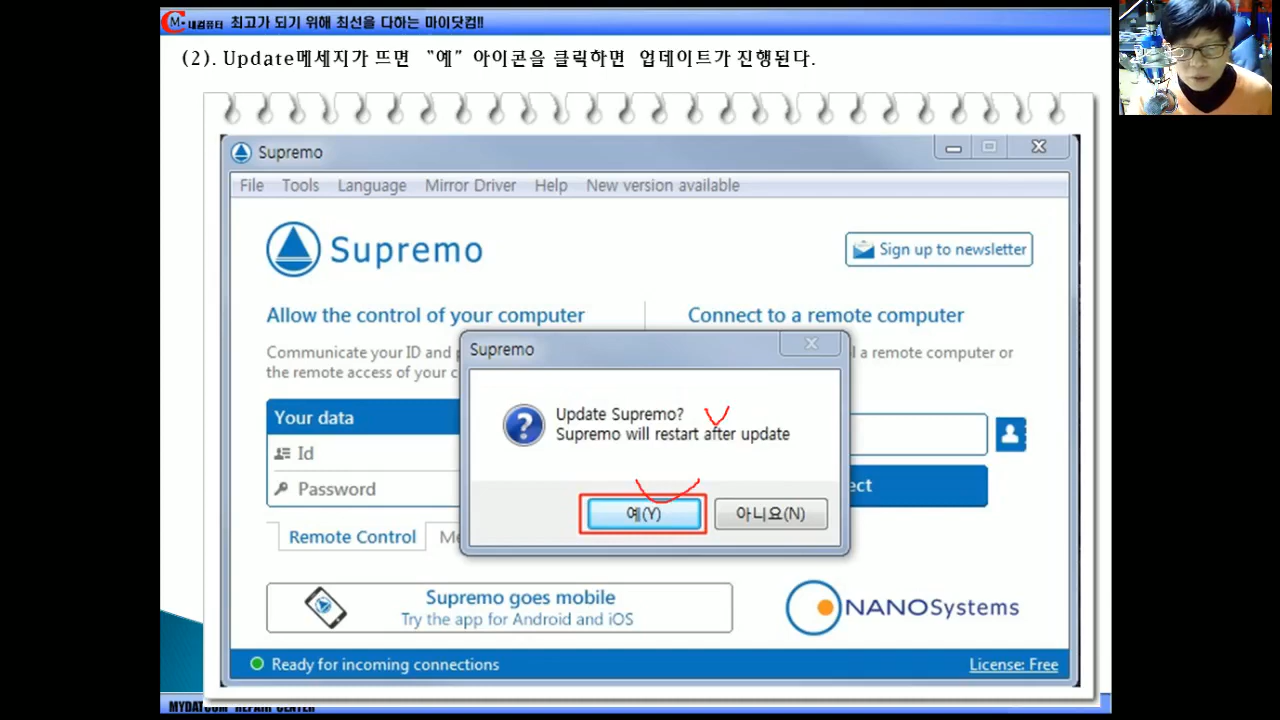 C M 내컴퓨터 최고가 되기 위해 최선을 다하는 마이닷컴!!
(2). Update메세지가 뜨면 “예” 아이콘을 클릭하면 업데이트가 진행된다.
Supremo
File Tools Language Mirror Driver Help New version available
Supremo
Sign up to newsletter
Allow the control of your computer
Connect to a remote computer
Communicate your ID and
the remote access of your
a remote computer or
Supremo
Update Supremo?
Supremo will restart after update
예(Y)
아니요(N)
Your data
Id
Password
Remote Control
Supremo goes mobile
Try the app for Android and iOS
NANOSystems
Ready for incoming connections
License: Free
MYDATCOM REPAIR CENTER